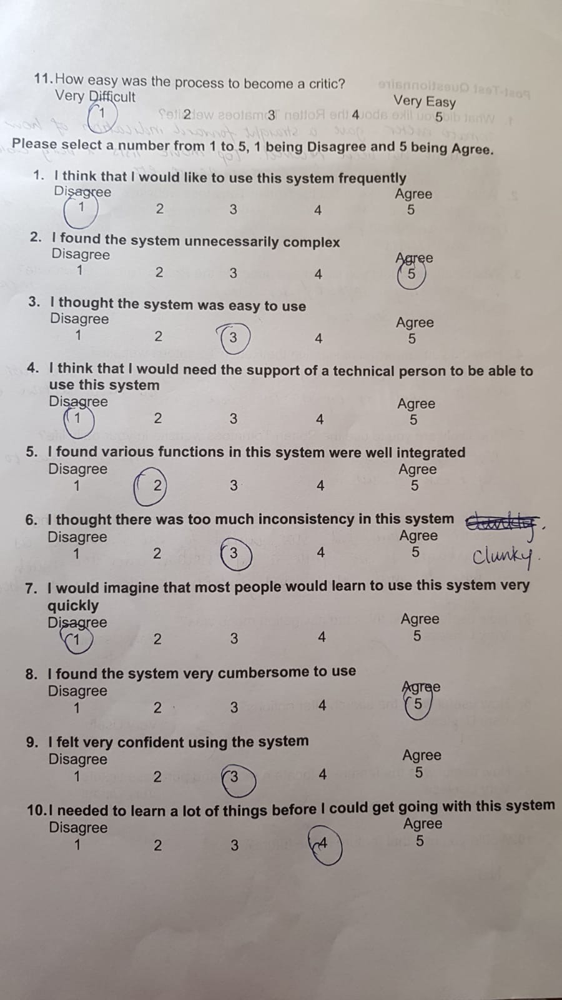 11. How easy was the process to become a critic?
Very Difficult Very Easy
1 2 3 4 5
Please select a number from 1 to 5, 1 being Disagree and 5 being Agree.
1. I think that I would like to use this system frequently
Disagree Agree
1 2 3 4 5
2. I found the system unnecessarily complex
Disagree Agree
1 2 3 4 5
3. I thought the system was easy to use
Disagree Agree
1 2 3 4 5
4. I think that I would need the support of a technical person to be able to
use this system
Disagree Agree
1 2 3 4 5
5. I found various functions in this system were well integrated
Disagree Agree
1 2 3 4 5
6. I thought there was too much inconsistency in this system
Disagree Agree
1 2 3 4 5 clunky.
7. I would imagine that most people would learn to use this system very
quickly
Disagree Agree
1 2 3 4 5
8. I found the system very cumbersome to use
Disagree Agree
1 2 3 4 5
9. I felt very confident using the system
Disagree Agree
1 2 3 4 5
10. I needed to learn a lot of things before I could get going with this system
Disagree Agree
1 2 3 4 5